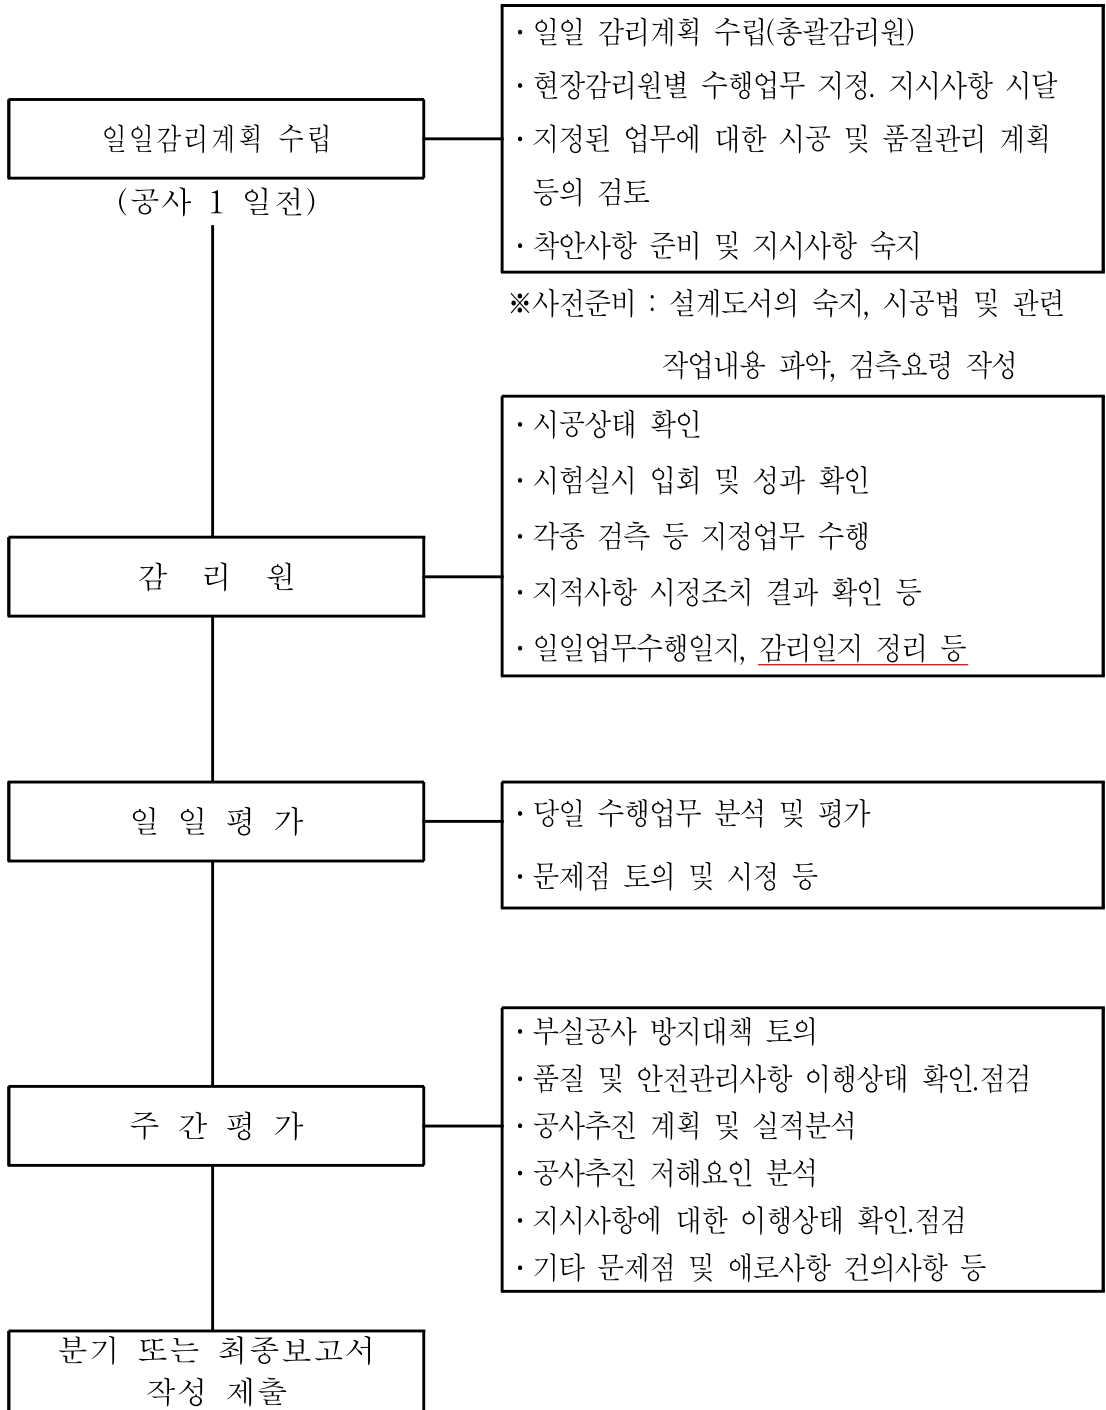 일일감리계획 수립
(공사 1 일전)
· 일일 감리계획 수립(총괄감리원)
· 현장감리원별 수행업무 지정. 지시사항 시달
· 지정된 업무에 대한 시공 및 품질관리 계획
등의 검토
· 착안사항 준비 및 지시사항 숙지
※사전준비 : 설계도서의 숙지, 시공법 및 관련
작업내용 파악, 검측요령 작성
감 리 원
· 시공상태 확인
· 시험실시 입회 및 성과 확인
· 각종 검측 등 지정업무 수행
· 지적사항 시정조치 결과 확인 등
· 일일업무수행일지, 감리일지 정리 등
일 일 평 가
· 당일 수행업무 분석 및 평가
· 문제점 토의 및 시정 등
주 간 평 가
· 부실공사 방지대책 토의
· 품질 및 안전관리사항 이행상태 확인.점검
· 공사추진 계획 및 실적분석
· 공사추진 저해요인 분석
· 지시사항에 대한 이행상태 확인.점검
· 기타 문제점 및 애로사항 건의사항 등
분기 또는 최종보고서
작성 제출